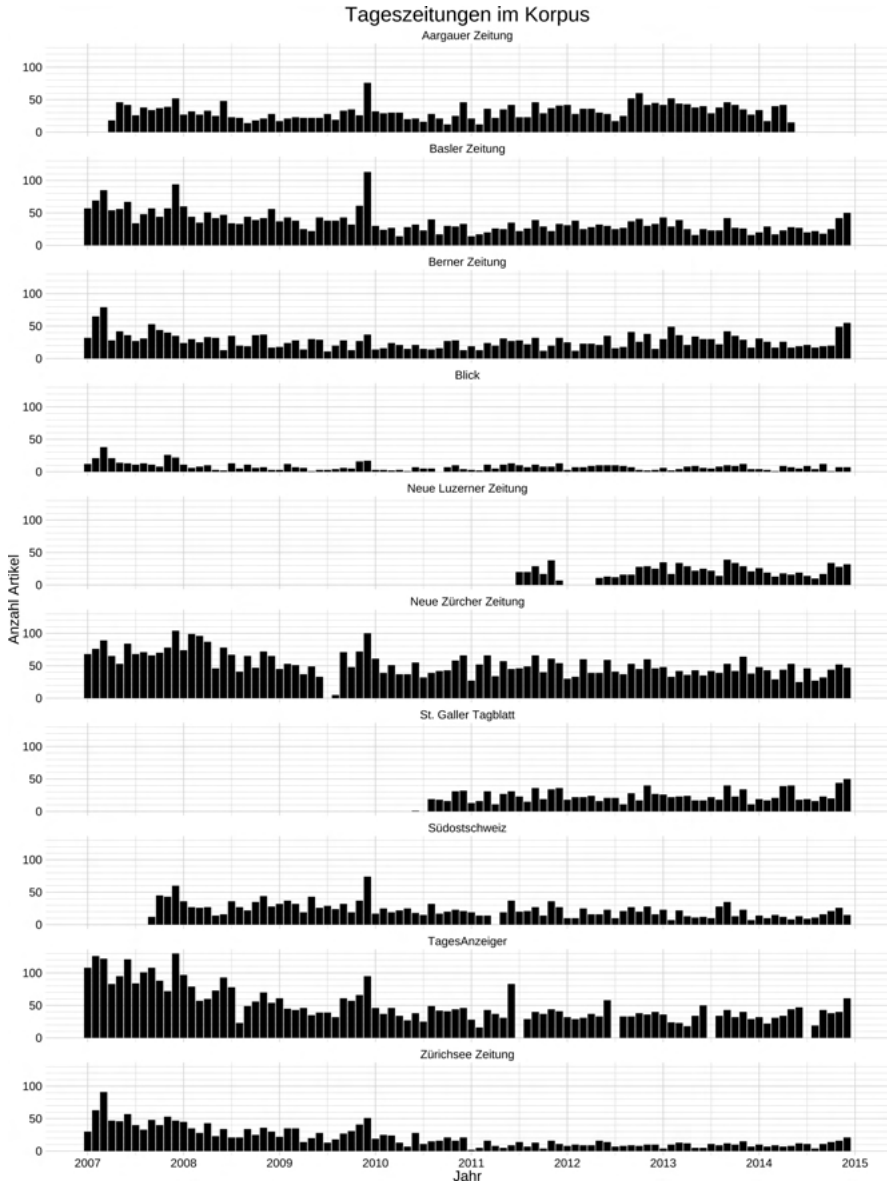 Tageszeitungen im Korpus
Aargauer Zeitung
100
50
0
Basler Zeitung
100
50
0
Berner Zeitung
100
50
0
Blick
100
50
0
Neue Luzerner Zeitung
100
50
0
Anzahl Artikel
Neue Zürcher Zeitung
100
50
0
St. Galler Tagblatt
100
50
0
Südostschweiz
100
50
0
TagesAnzeiger
100
50
0
Zürichsee Zeitung
100
50
0
2007 2008 2009 2010 2011 2012 2013 2014 2015
Jahr